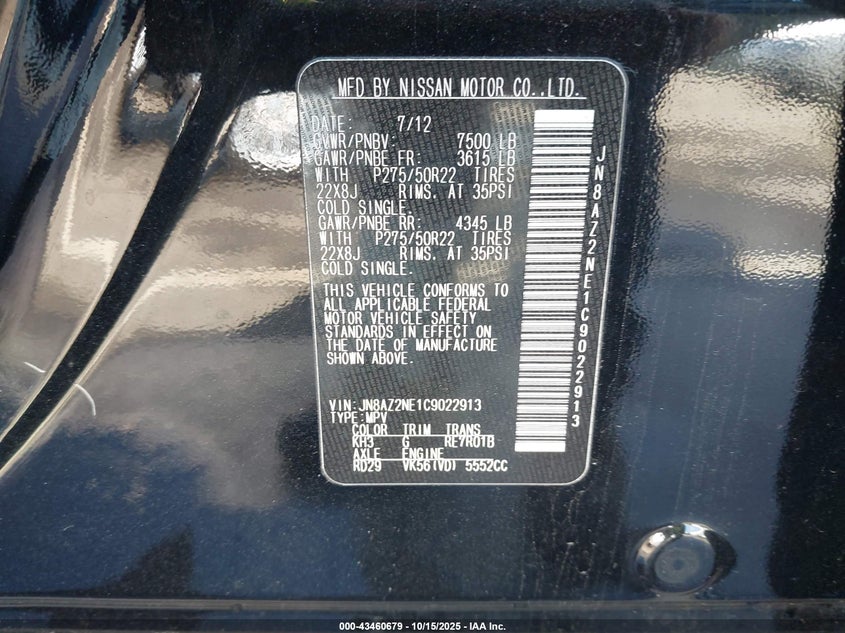 MFD BY NISSAN MOTOR CO.,LTD.
DATE: 7/12
GVWR/PNBV: 7500 LB
GAWR/PNBE FR: 3615 LB
WITH P275/50R22 TIRES
22X8J RIMS. AT 35PSI
COLD SINGLE.
GAWR/PNBE RR: 4345 LB
WITH P275/50R22 TIRES
22X8J RIMS. AT 35PSI
COLD SINGLE.
THIS VEHICLE CONFORMS TO
ALL APPLICABLE FEDERAL
MOTOR VEHICLE SAFETY
STANDARDS IN EFFECT ON
THE DATE OF MANUFACTURE
SHOWN ABOVE.
VIN:JN8AZ2NE1C9022913
TYPE:MPV
COLOR TRIM TRANS
KH3 G RE7R01B
AXLE ENGINE
RD29 VK56(VD) 5552CC
JN8AZ2NE1C9022913
000-43460679 - 10/15/2025 - IAA Inc.